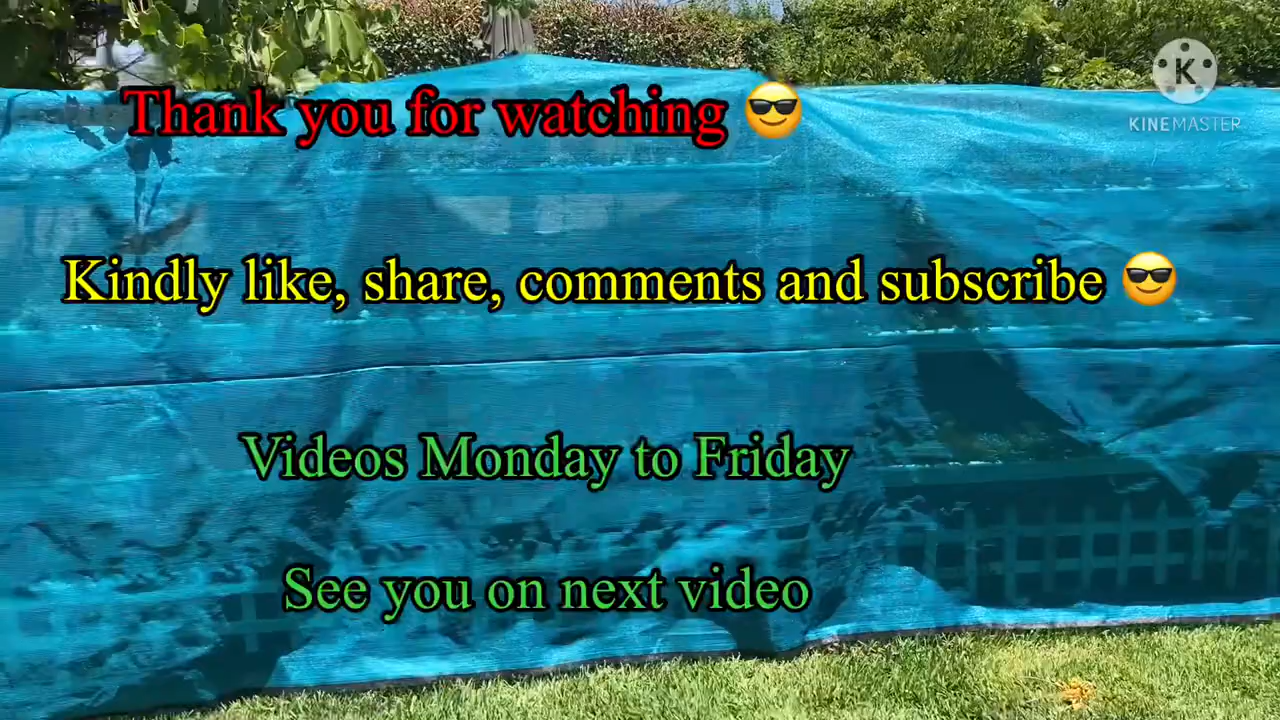 Thank you for watching 😎
K
KINEMASTER
Kindly like, share, comments and subscribe 😎
Videos Monday to Friday
See you on next video